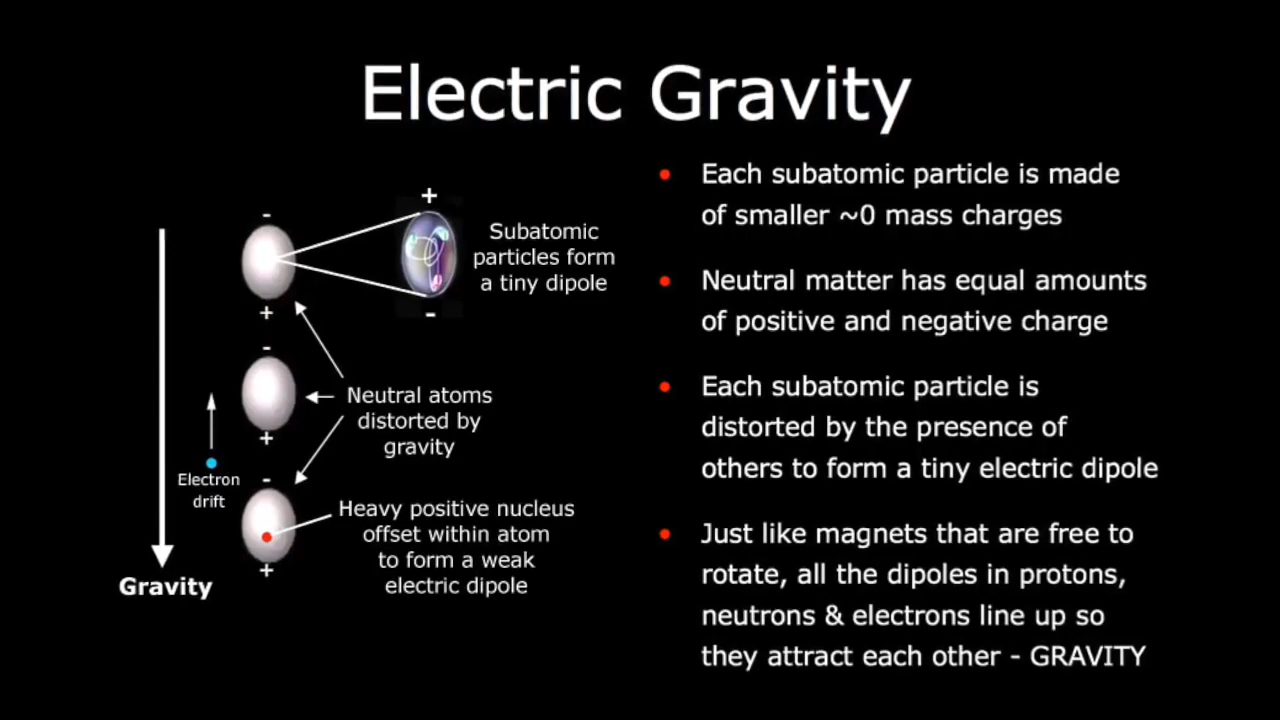 Electric Gravity
-
+
Subatomic
particles form
a tiny dipole
+
-
-
Neutral atoms
distorted by
gravity
+
Electron
drift
-
Heavy positive nucleus
offset within atom
to form a weak
electric dipole
+
Gravity
• Each subatomic particle is made
of smaller ~0 mass charges
• Neutral matter has equal amounts
of positive and negative charge
• Each subatomic particle is
distorted by the presence of
others to form a tiny electric dipole
• Just like magnets that are free to
rotate, all the dipoles in protons,
neutrons & electrons line up so
they attract each other - GRAVITY